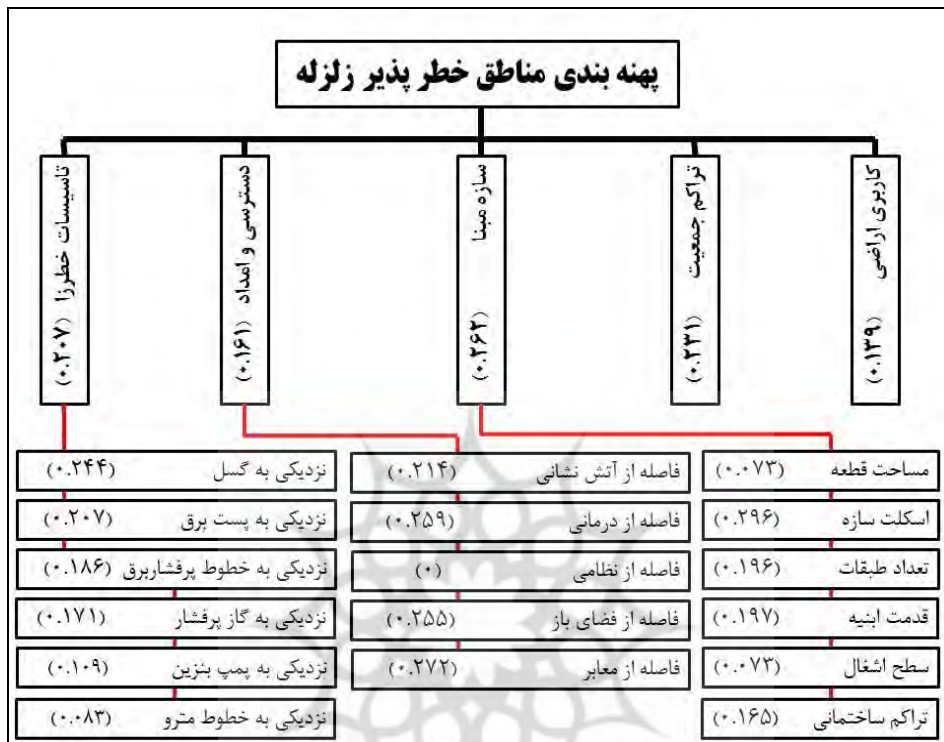 پهنه بندی مناطق خطر پذیر زلزله
کاربری اراضی (۰.۱۳۹)
تراکم جمعیت (۰.۲۳۱)
سازه مبنا (۰.۲۶۲)
دسترسی و امداد (۰.۱۶۱)
تاسیسات خطرزا (۰.۲۰۷)
مساحت قطعه (۰.۰۷۳)
اسکلت سازه (۰.۲۹۶)
تعداد طبقات (۰.۱۹۶)
قدمت ابنیه (۰.۱۹۷)
سطح اشغال (۰.۰۷۳)
تراکم ساختمانی (۰.۱۶۵)
فاصله از آتش نشانی (۰.۲۱۴)
فاصله از درمانی (۰.۲۵۹)
فاصله از نظامی (۰)
فاصله از فضای باز (۰.۲۵۵)
فاصله از معابر (۰.۲۷۲)
نزدیکی به گسل (۰.۲۴۴)
نزدیکی به پست برق (۰.۲۰۷)
نزدیکی به خطوط پرفشاربرق (۰.۱۸۶)
نزدیکی به گاز پرفشار (۰.۱۷۱)
نزدیکی به پمپ بنزین (۰.۱۰۹)
نزدیکی به خطوط مترو (۰.۰۸۳)